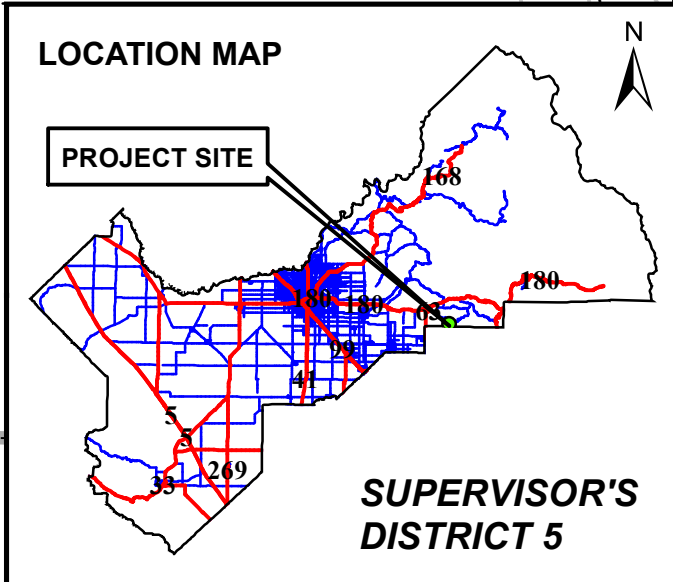 LOCATION MAP
N
PROJECT SITE
168
180
180
180
63
99
41
5
5
269
33
SUPERVISOR'S
DISTRICT 5